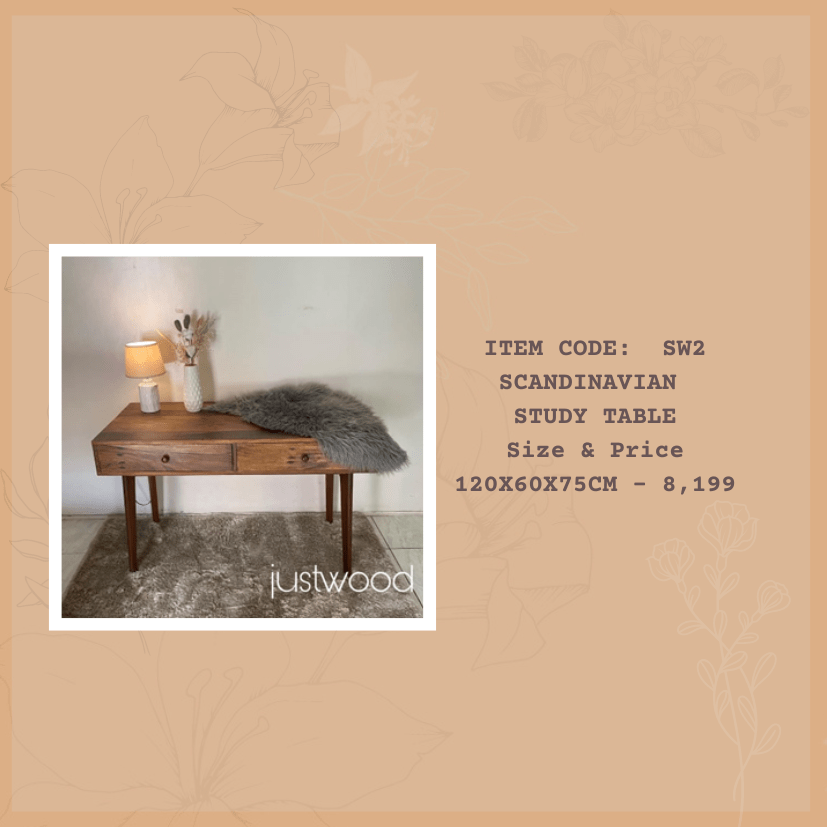 ITEM CODE: SW2
SCANDINAVIAN
STUDY TABLE
Size & Price
120X60X75CM - 8,199
justwood